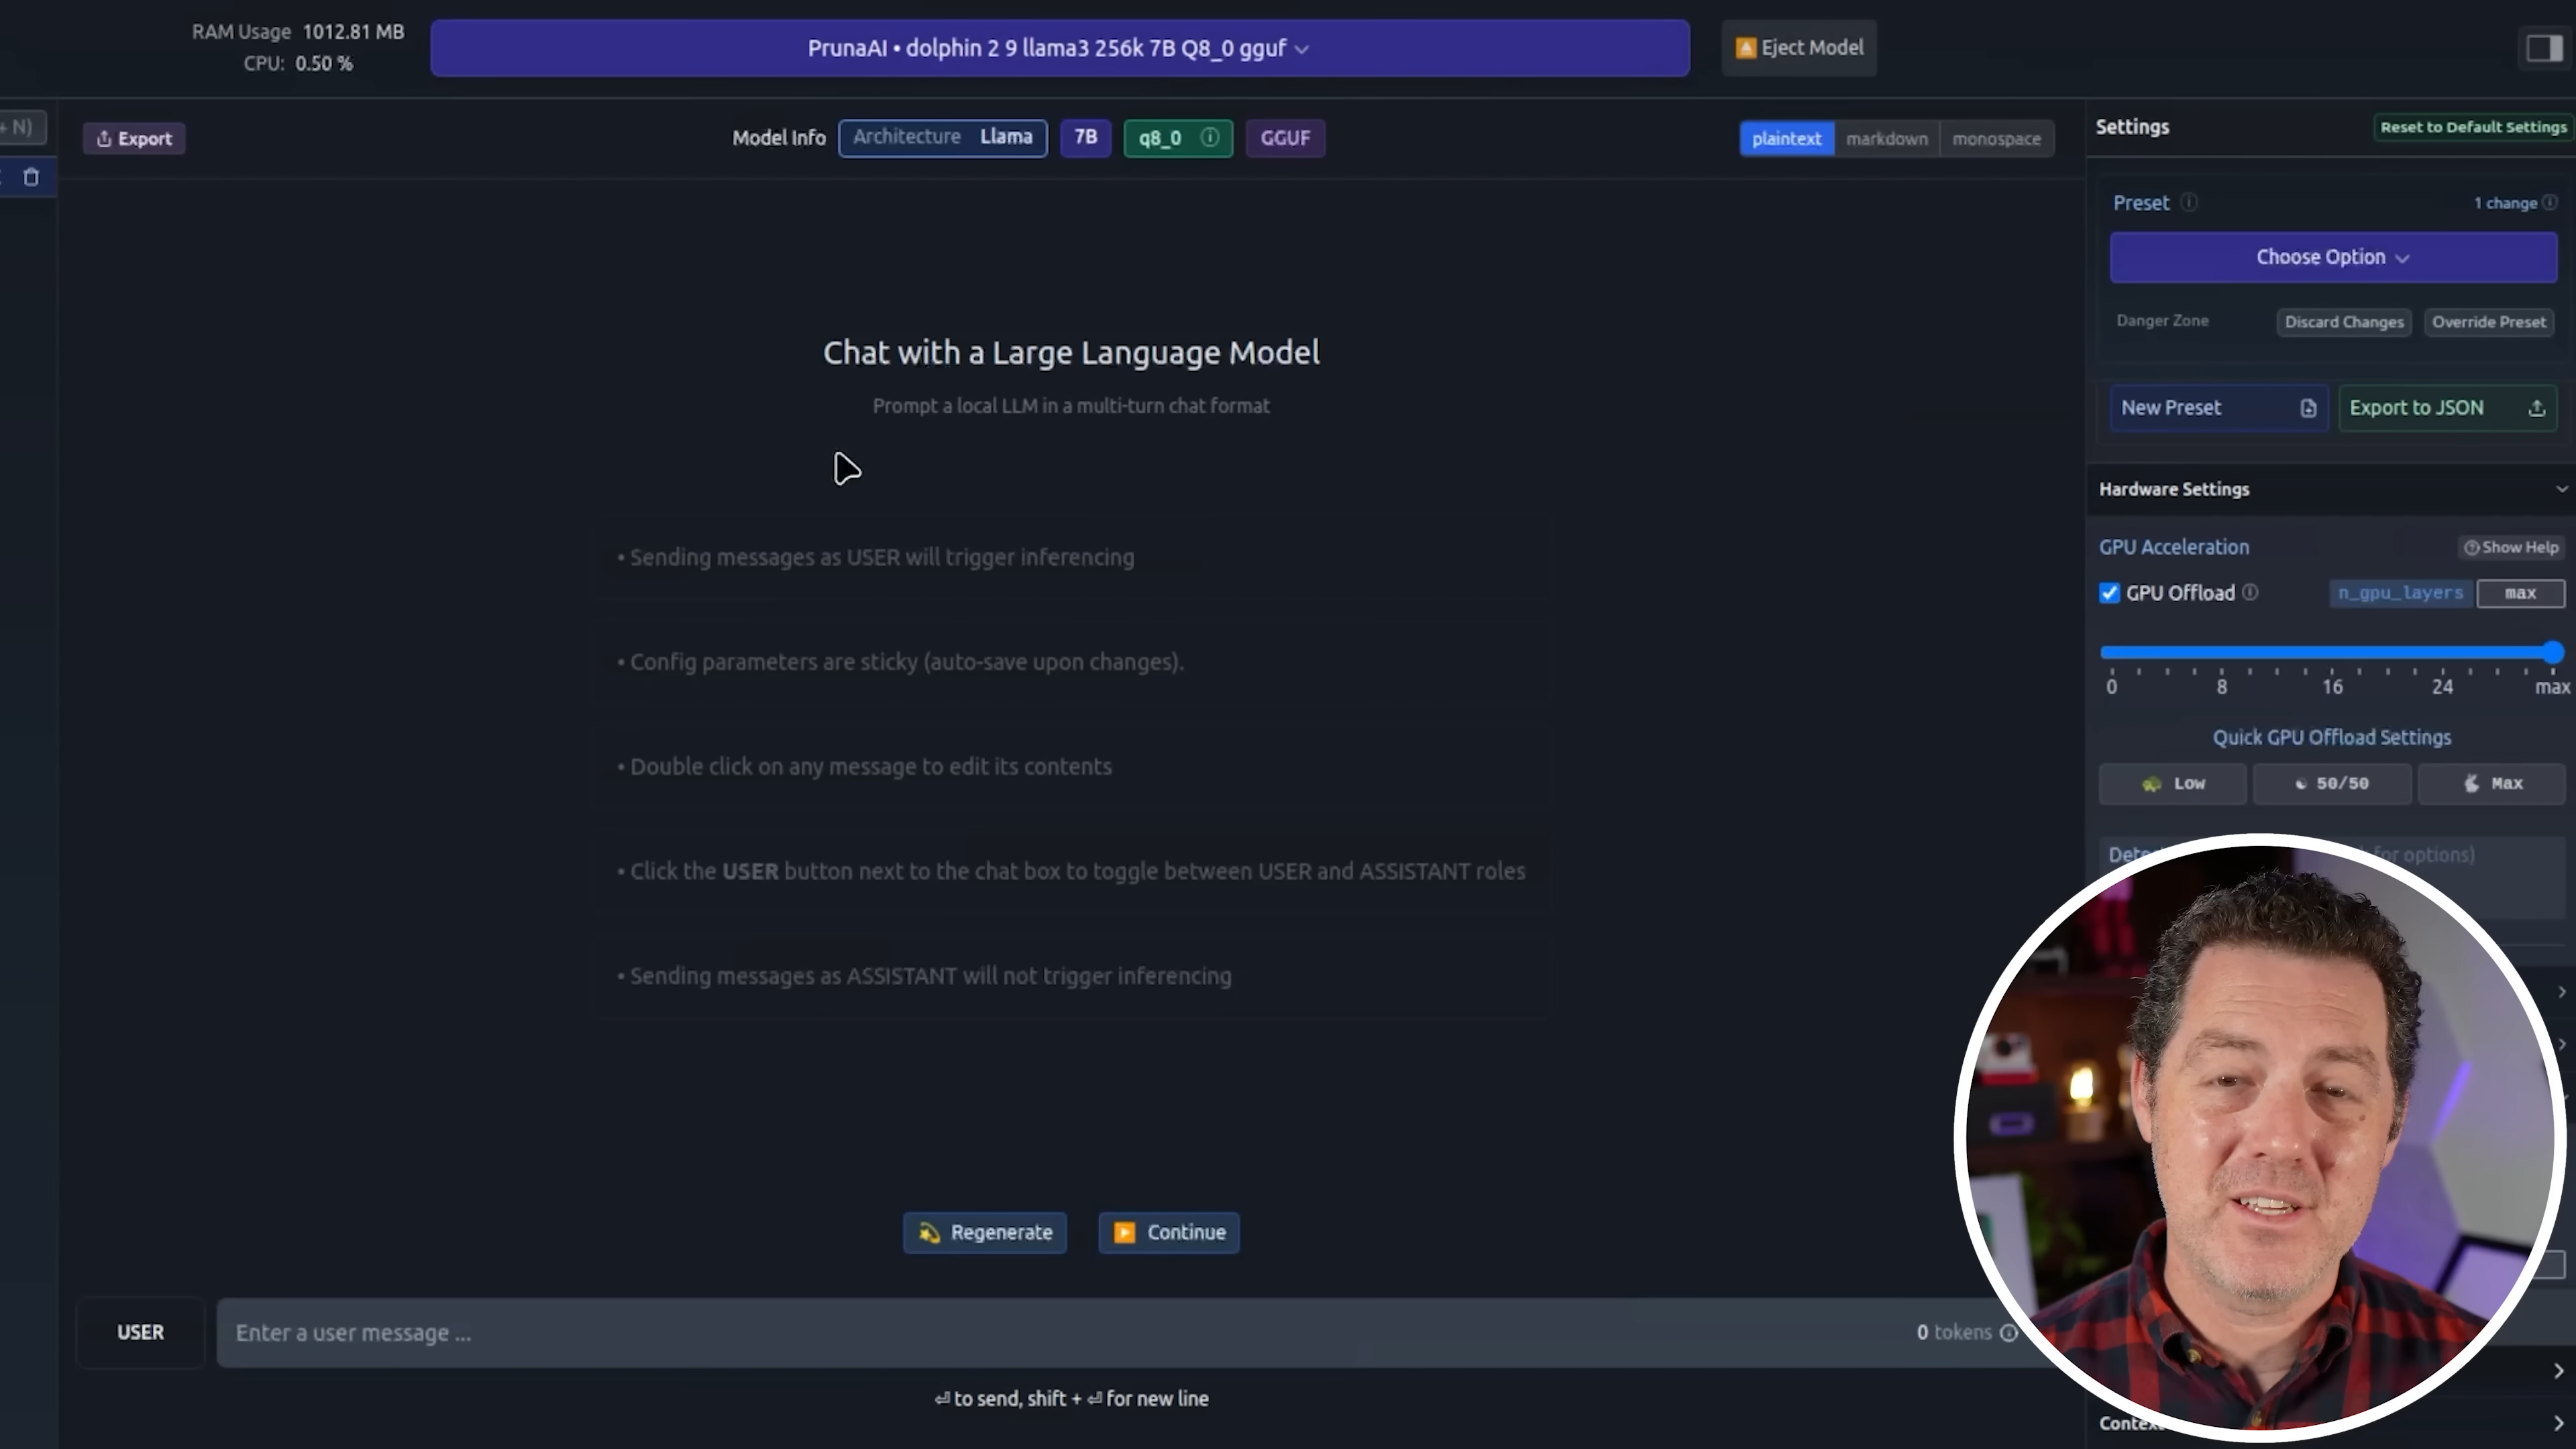 RAM Usage 1012.81 MB
CPU: 0.50 %
PrunaAI • dolphin 2 9 llama3 256k 7B Q8_0 gguf
Eject Model
+ N)
Export
Model Info Architecture Llama 7B q8_0 GGUF
plaintext markdown monospace
Settings Reset to Default Settings
Preset 1 change
Choose Option
Danger Zone Discard Changes Override Preset
New Preset Export to JSON
Chat with a Large Language Model
Prompt a local LLM in a multi-turn chat format
• Sending messages as USER will trigger inferencing
• Config parameters are sticky (auto-save upon changes).
• Double click on any message to edit its contents
• Click the USER button next to the chat box to toggle between USER and ASSISTANT roles
• Sending messages as ASSISTANT will not trigger inferencing
Regenerate Continue
USER Enter a user message ... 0 tokens
⏎ to send, shift + ⏎ for new line
Hardware Settings
GPU Acceleration Show Help
GPU Offload n_gpu_layers max
0 8 16 24 max
Quick GPU Offload Settings
Low 50/50 Max
for options)